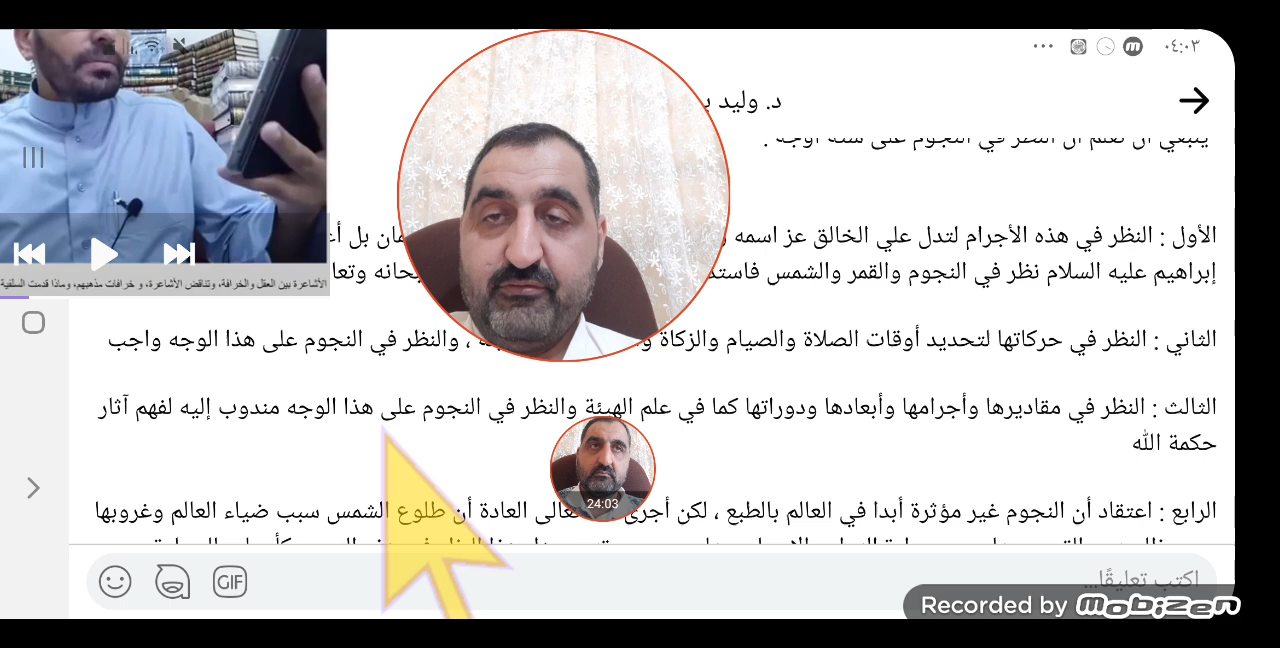 ٠٤:٠٣
د. وليد
ينبغي أن تعلم أن النظر في النجوم على ستة أوجه .
الأول : النظر في هذه الأجرام لتدل علي الخالق عز اسمه
إبراهيم عليه السلام نظر في النجوم والقمر والشمس
الثاني : النظر في حركاتها لتحديد أوقات الصلاة والصيام والزكاة ، والنظر في النجوم على هذا الوجه واجب
الثالث : النظر في مقاديرها وأجرامها وأبعادها ودوراتها كما في علم الهيئة والنظر في النجوم على هذا الوجه مندوب إليه لفهم آثار
حكمة الله
الرابع : اعتقاد أن النجوم غير مؤثرة أبدا في العالم بالطبع ، لكن أجرى تعالى العادة أن طلوع الشمس سبب ضياء العالم وغروبها
الأشاعرة بين العقل والخرافة، وتناقض الأشاعرة، و خرافات مذهبهم، وماذا قدمت السلفية
24:03
GIF
اكتب تعليقًا...
Recorded by mobizen